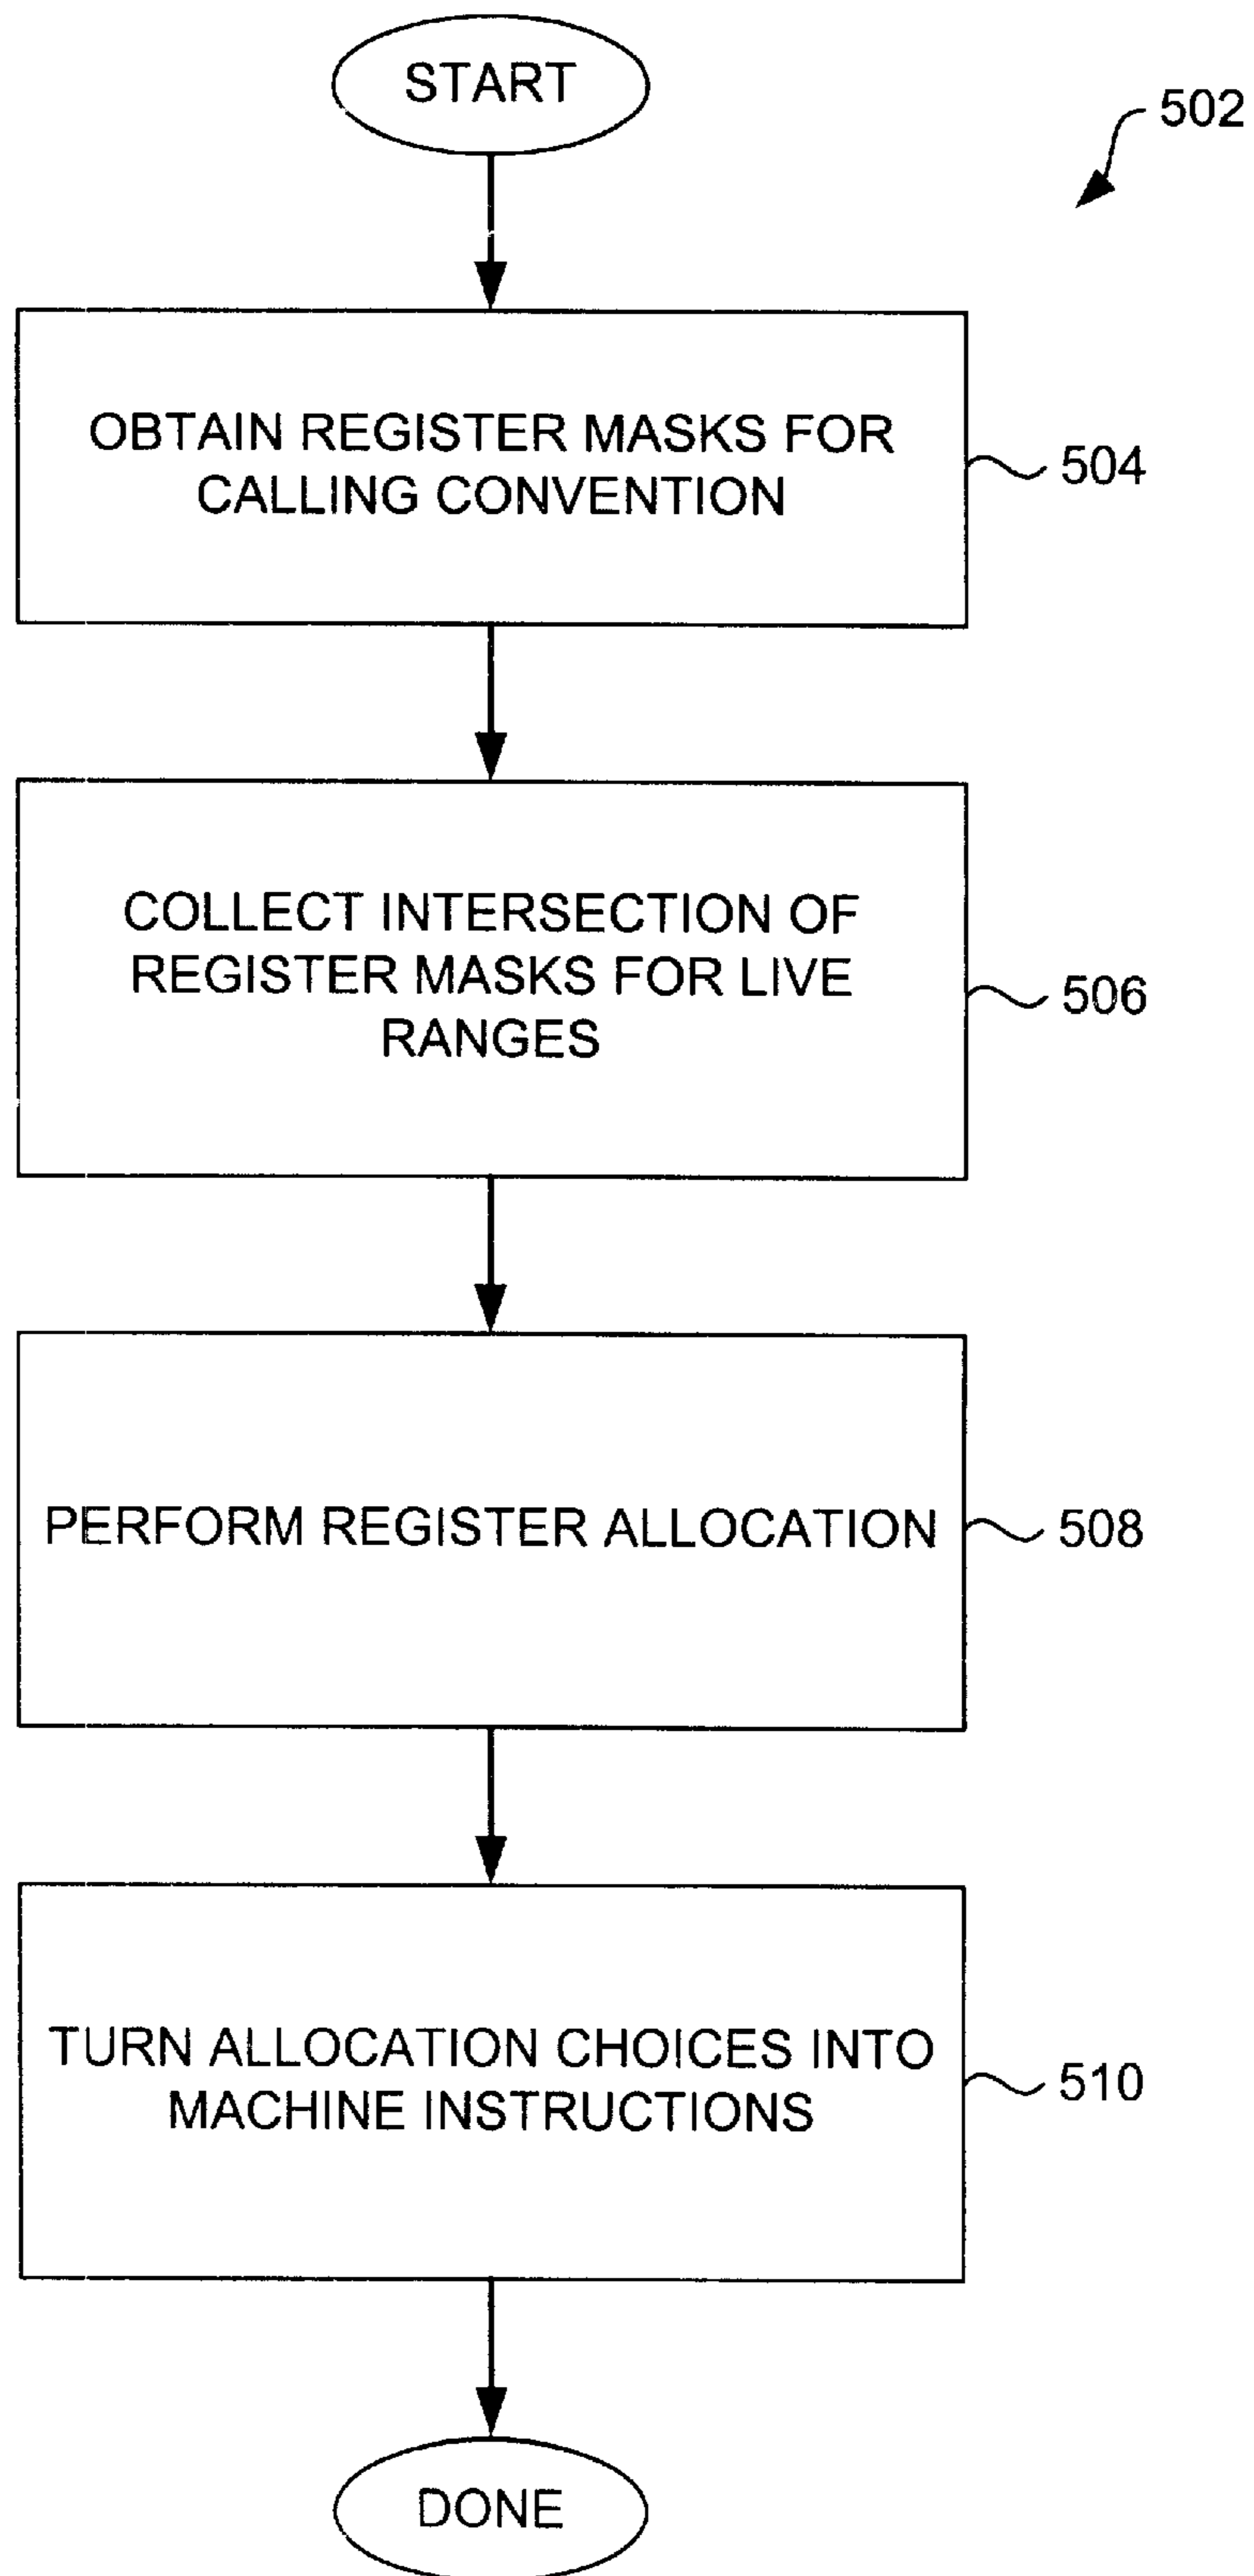 START
502
OBTAIN REGISTER MASKS FOR
CALLING CONVENTION
504
COLLECT INTERSECTION OF
REGISTER MASKS FOR LIVE
RANGES
506
PERFORM REGISTER ALLOCATION
508
TURN ALLOCATION CHOICES INTO
MACHINE INSTRUCTIONS
510
DONE